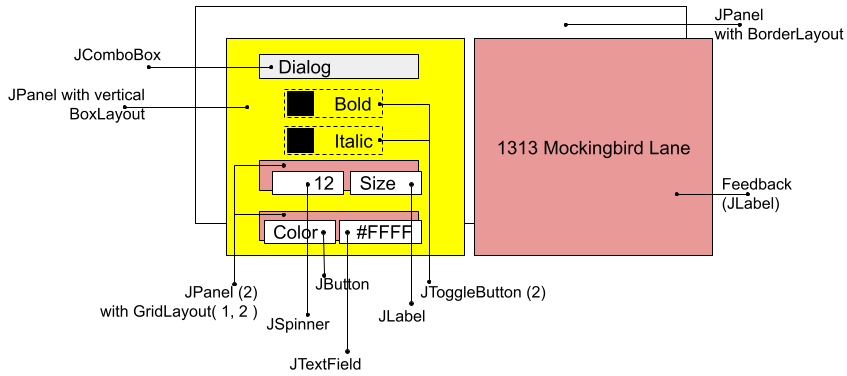 JPanel
with BorderLayout
JComboBox
Dialog
JPanel with vertical
BoxLayout
Bold
Italic
1313 Mockingbird Lane
12
Size
Feedback
(JLabel)
Color
#FFFF
JPanel (2)
with GridLayout( 1, 2 )
JButton
JToggleButton (2)
JSpinner
JLabel
JTextField